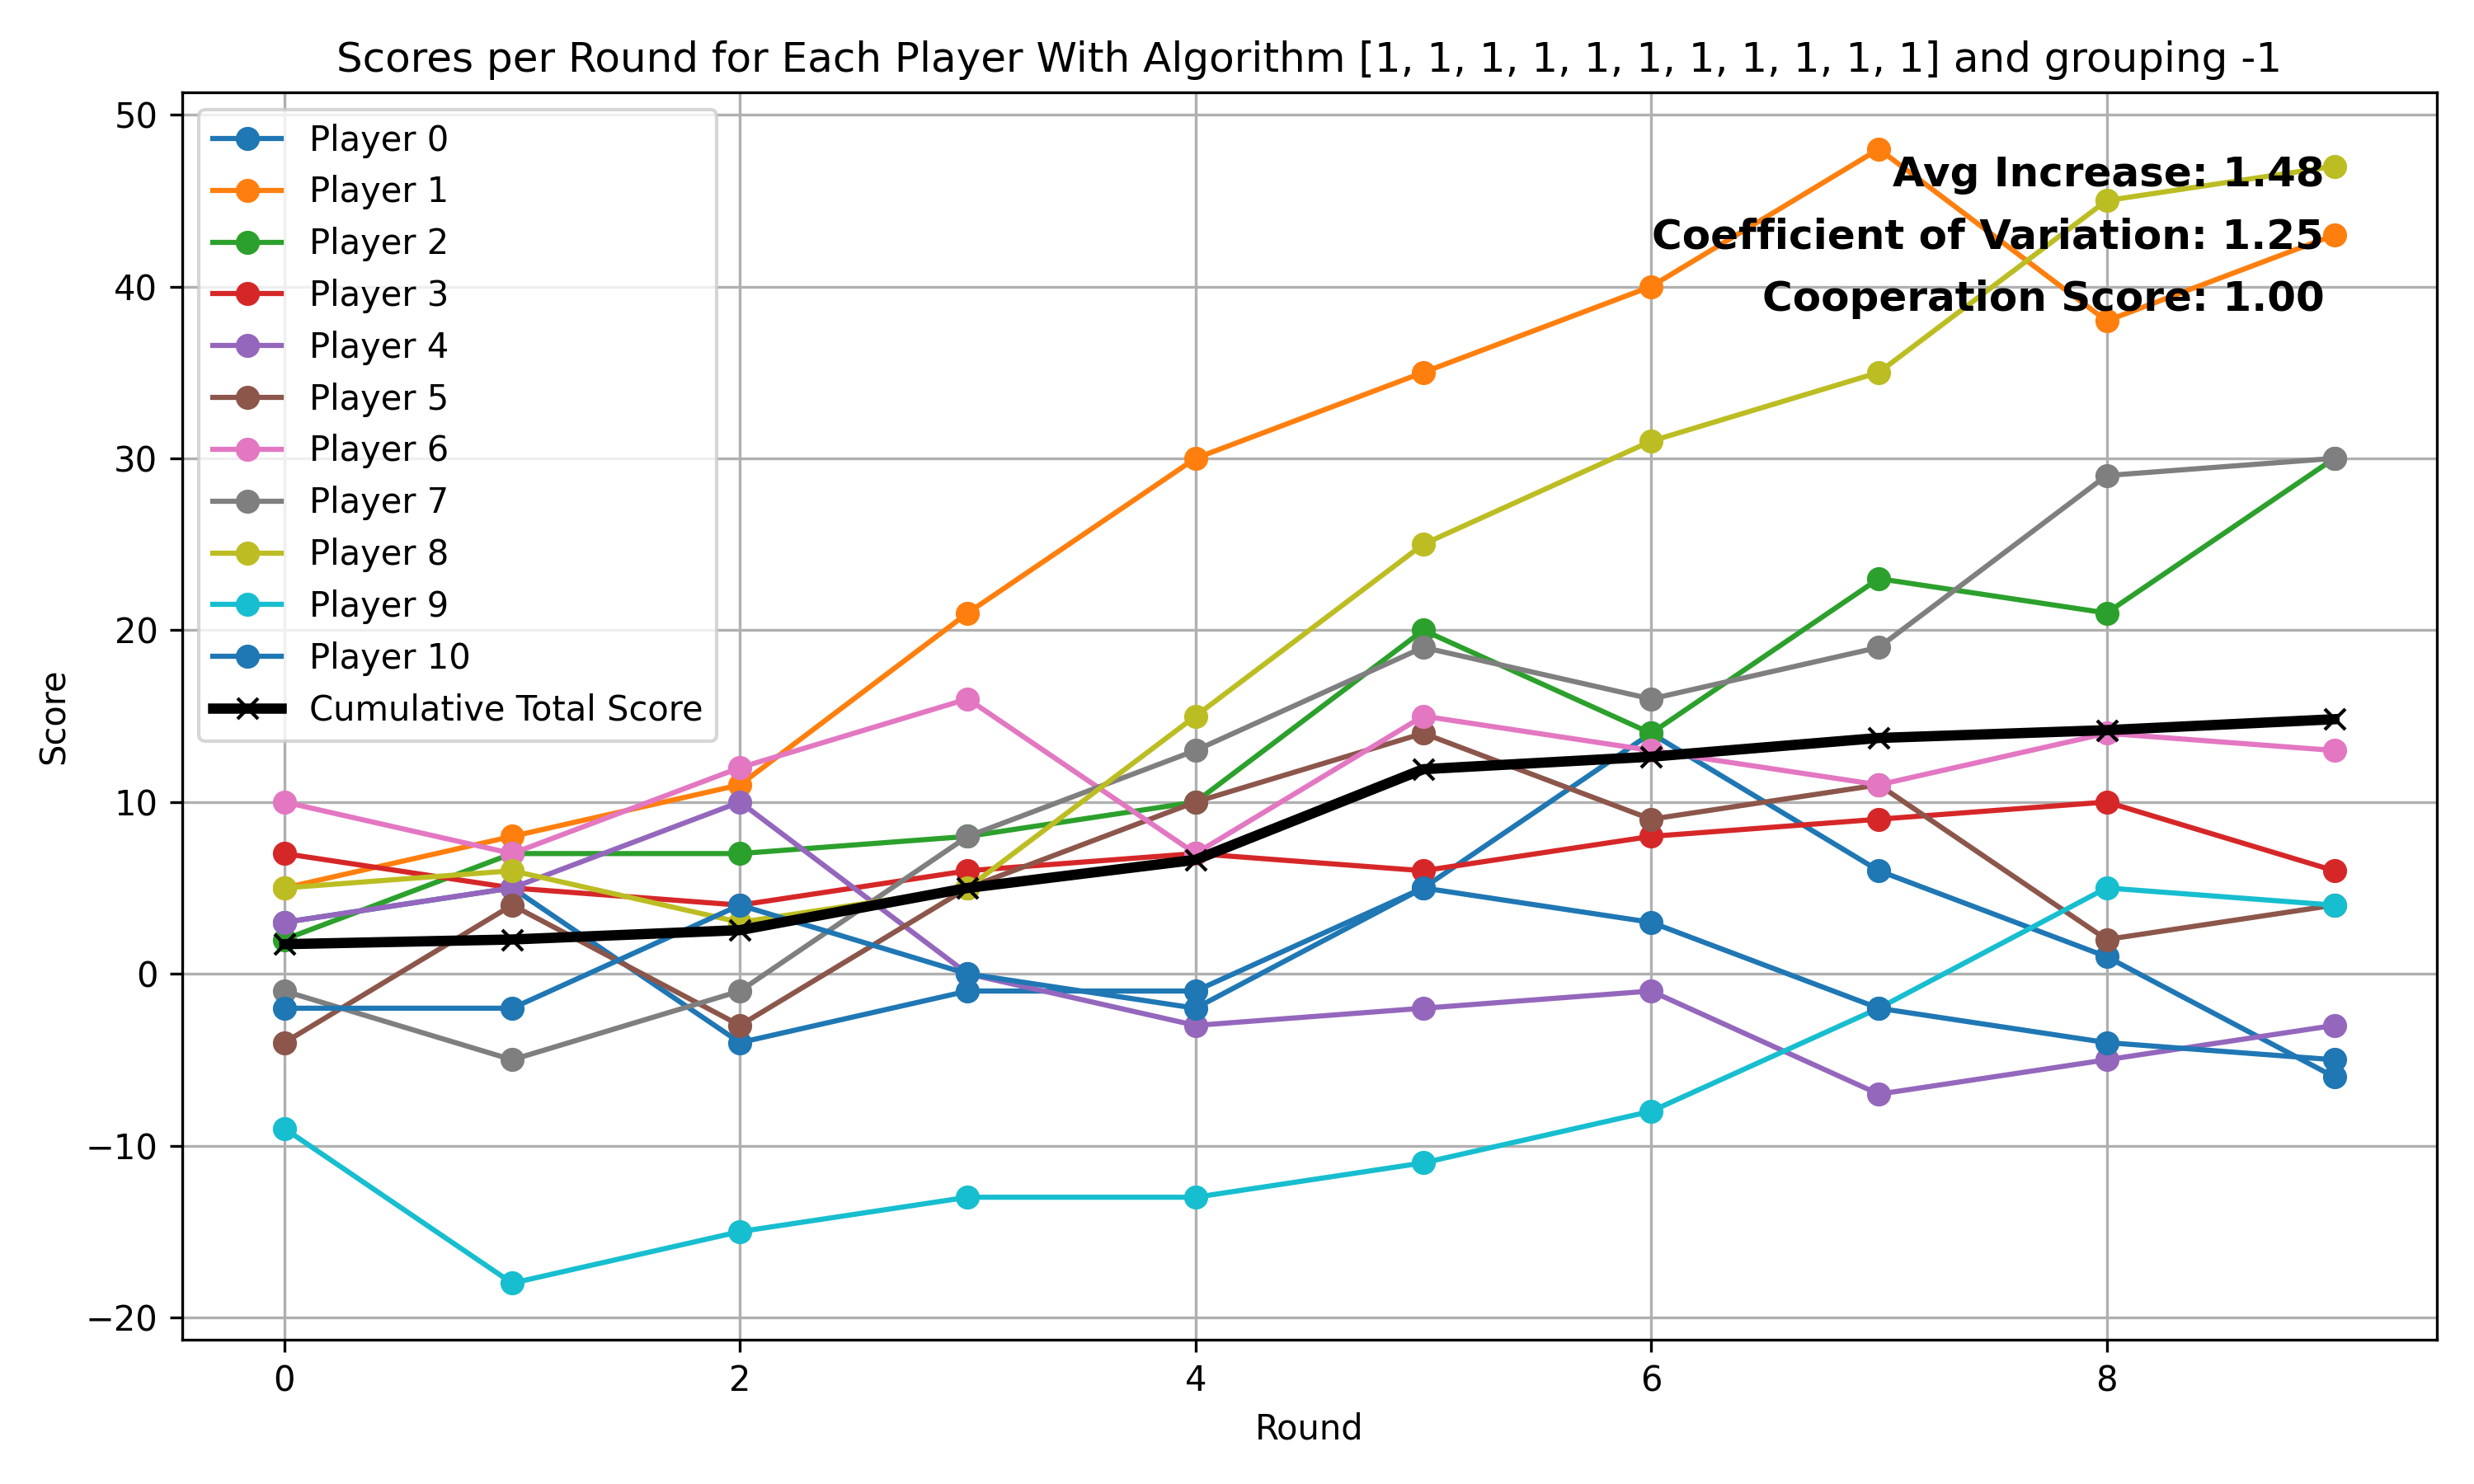 Scores per Round for Each Player With Algorithm [1, 1, 1, 1, 1, 1, 1, 1, 1, 1, 1] and grouping -1
50
40
30
20
10
0
−10
−20
Score
Player 0
Player 1
Player 2
Player 3
Player 4
Player 5
Player 6
Player 7
Player 8
Player 9
Player 10
Cumulative Total Score
Avg Increase: 1.48
Coefficient of Variation: 1.25
Cooperation Score: 1.00
0 2 4 6 8
Round